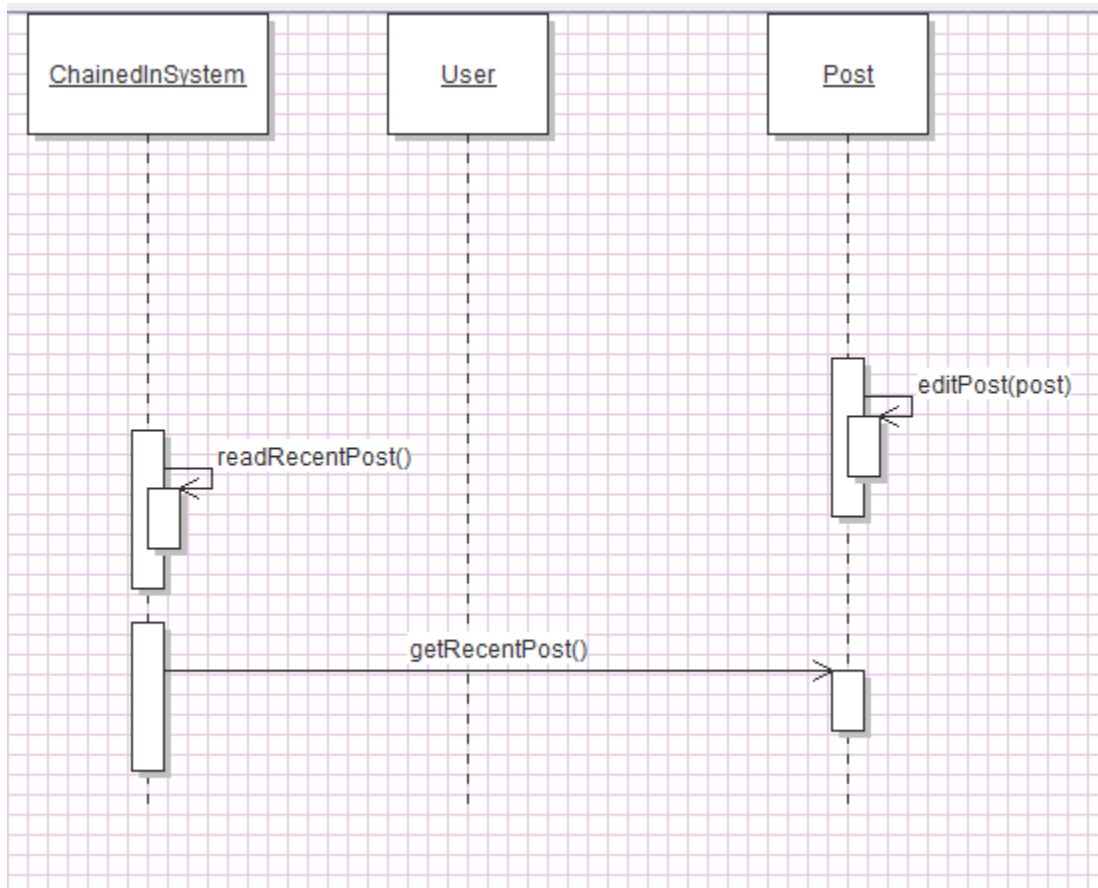 ChainedInSystem
User
Post
editPost(post)
readRecentPost()
getRecentPost()